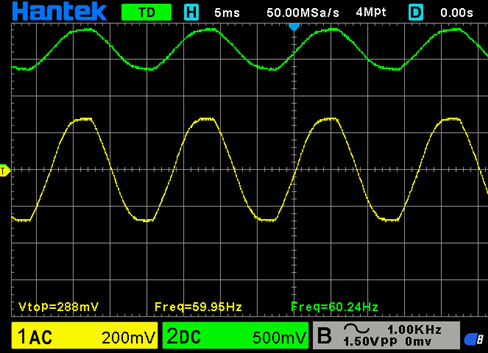 Hantek TD H 5ms 50.00MSa/s 4Mpt D 0.00s
T
Vtop=288mV Freq=59.95Hz Freq=60.24Hz
1AC 200mV 2DC 500mV B 1.00KHz
1.50Vpp 0mv